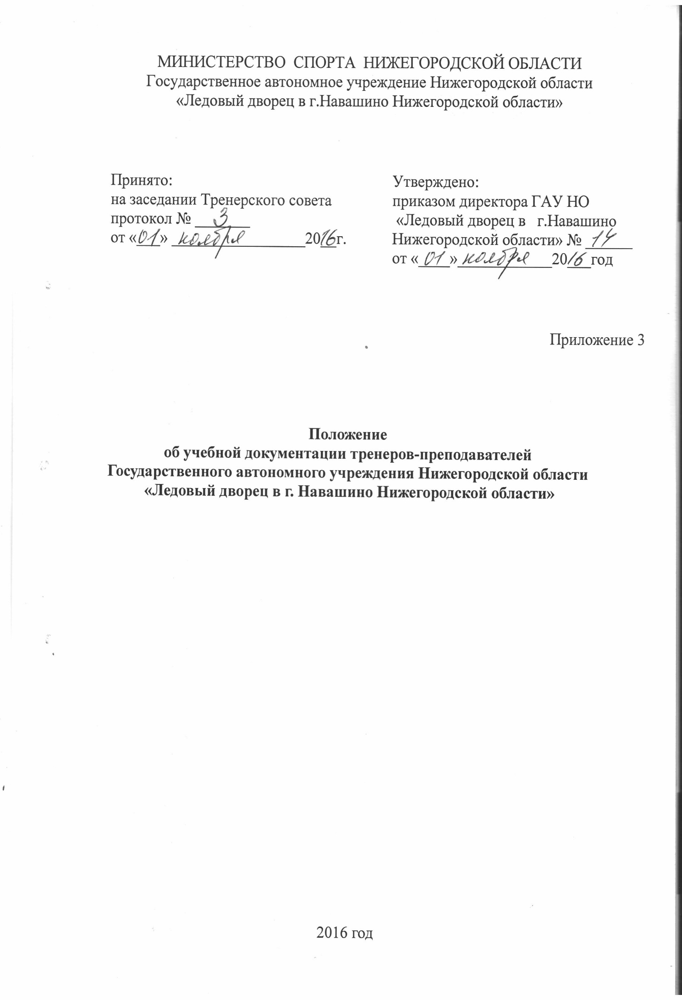 МИНИСТЕРСТВО СПОРТА НИЖЕГОРОДСКОЙ ОБЛАСТИ
Государственное автономное учреждение Нижегородской области
«Ледовый дворец в г.Навашино Нижегородской области»
Принято:
на заседании Тренерского совета
протокол № 3
от «01» ноября 2016г.
Утверждено:
приказом директора ГАУ НО
«Ледовый дворец в г.Навашино
Нижегородской области» № 14
от «01» ноября 2016 год
Приложение 3
Положение
об учебной документации тренеров-преподавателей
Государственного автономного учреждения Нижегородской области
«Ледовый дворец в г. Навашино Нижегородской области»
2016 год